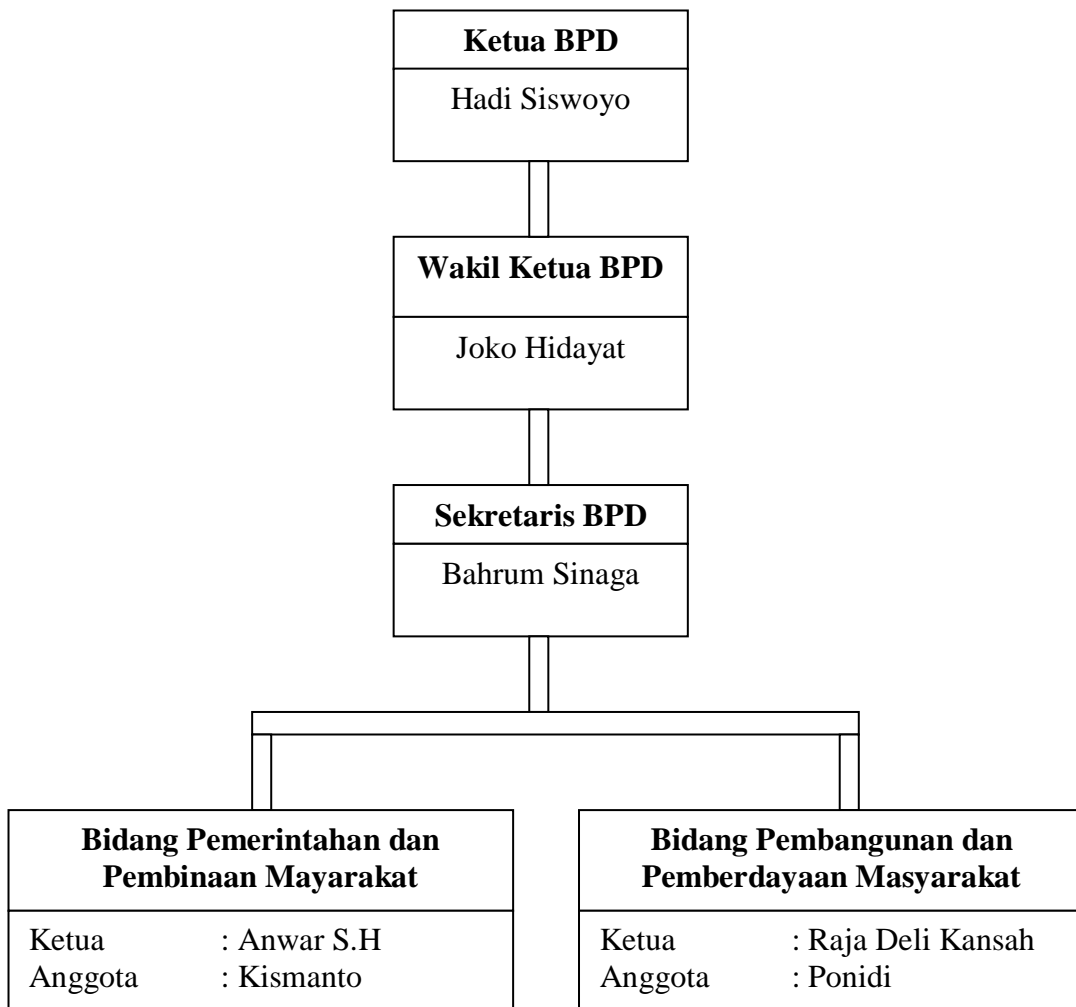 Ketua BPD
Hadi Siswoyo
Wakil Ketua BPD
Joko Hidayat
Sekretaris BPD
Bahrum Sinaga
Bidang Pemerintahan dan
Pembinaan Mayarakat
Ketua : Anwar S.H
Anggota : Kismanto
Bidang Pembangunan dan
Pemberdayaan Masyarakat
Ketua : Raja Deli Kansah
Anggota : Ponidi